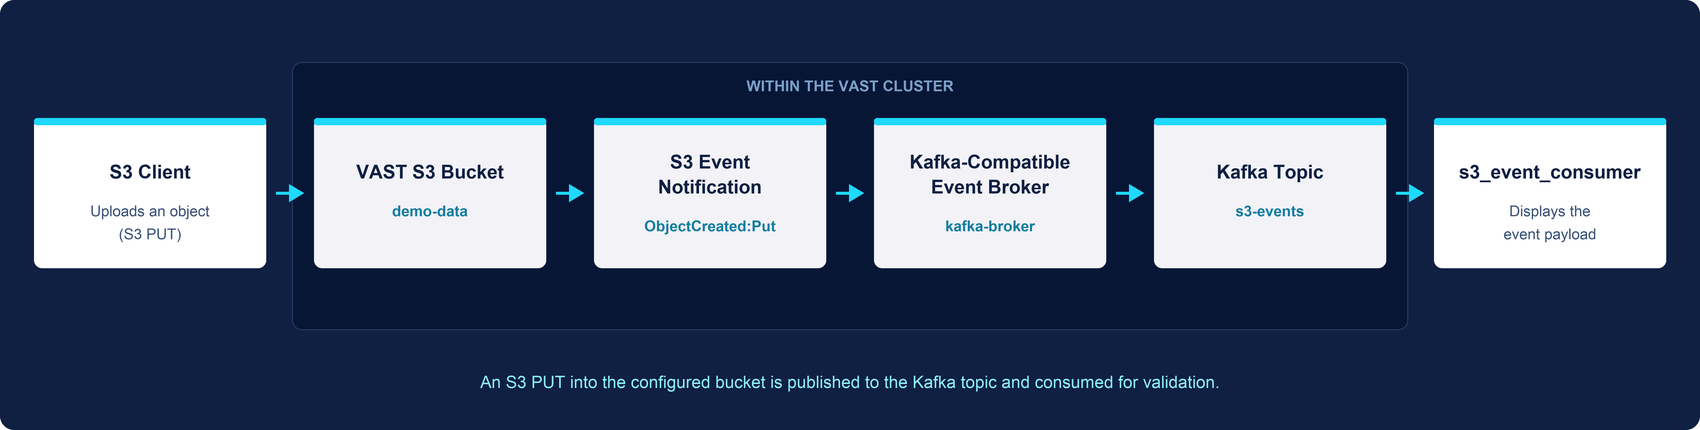 WITHIN THE VAST CLUSTER
S3 Client
Uploads an object
(S3 PUT)
VAST S3 Bucket
demo-data
S3 Event
Notification
ObjectCreated:Put
Kafka-Compatible
Event Broker
kafka-broker
Kafka Topic
s3-events
s3_event_consumer
Displays the
event payload
An S3 PUT into the configured bucket is published to the Kafka topic and consumed for validation.